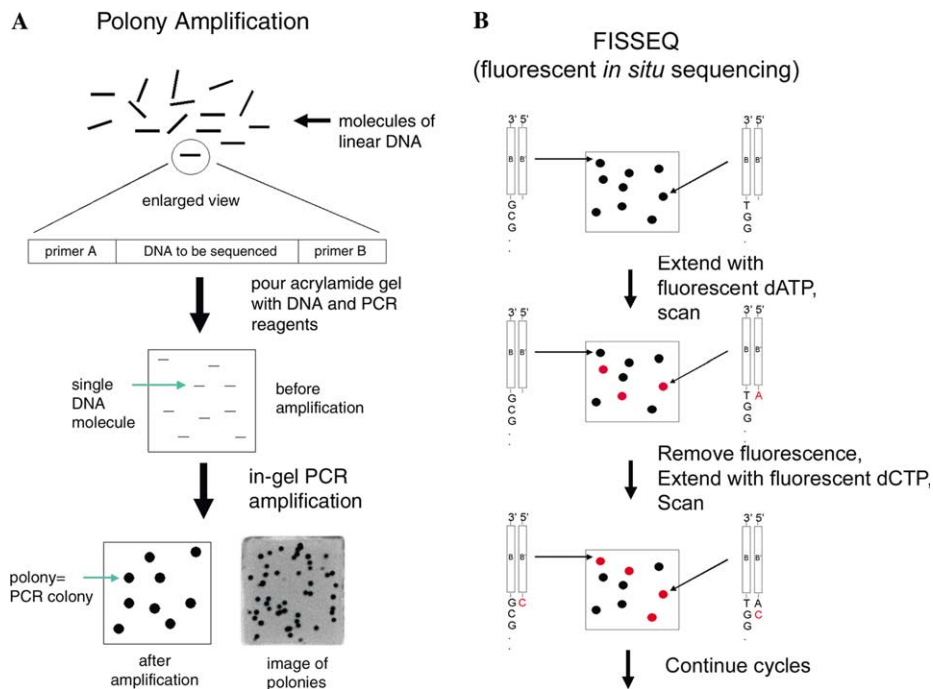 A
Polony Amplification
molecules of
linear DNA
enlarged view
primer A
DNA to be sequenced
primer B
pour acrylamide gel
with DNA and PCR
reagents
single
DNA
molecule
before
amplification
in-gel PCR
amplification
polony=
PCR colony
after
amplification
image of
polonies
B
FISSEQ
(fluorescent in situ sequencing)
3' 5'
B B'
G
C
G
.
.
3' 5'
B B'
T
G
G
.
.
Extend with
fluorescent dATP,
scan
3' 5'
B B'
G
C
G
.
.
3' 5'
B B'
T A
G
G
.
.
Remove fluorescence,
Extend with fluorescent dCTP,
Scan
3' 5'
B B'
G C
C
G
.
.
3' 5'
B B'
T A
G C
G
.
.
Continue cycles